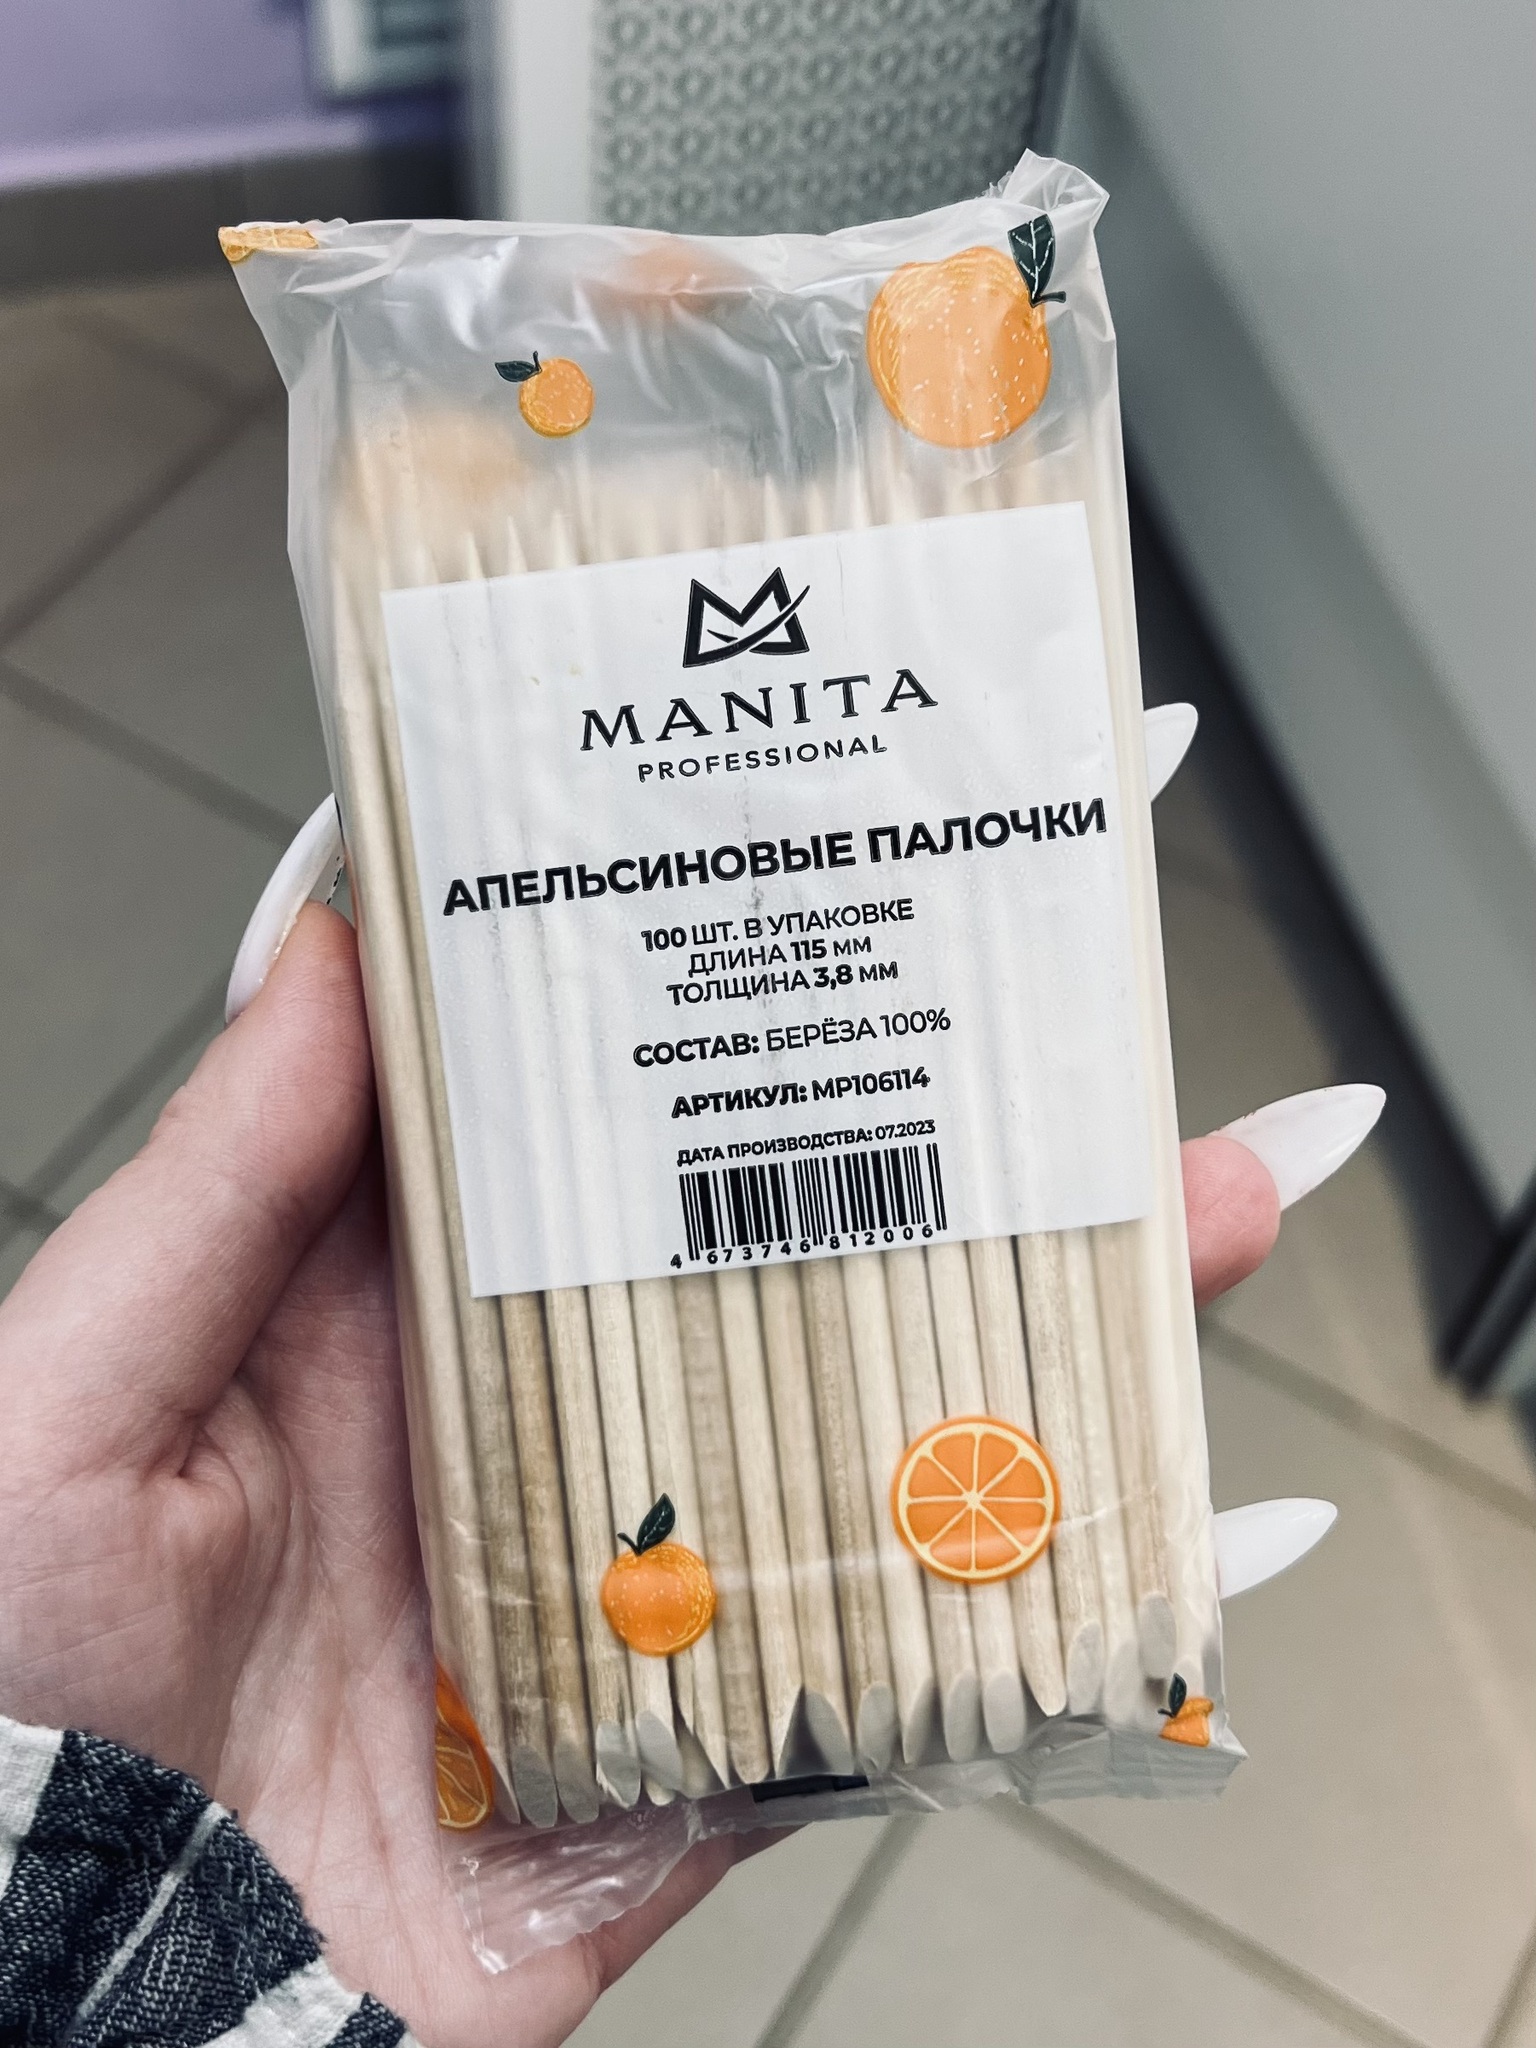 MANITA
PROFESSIONAL
АПЕЛЬСИНОВЫЕ ПАЛОЧКИ
100 ШТ. В УПАКОВКЕ
ДЛИНА 115 ММ
ТОЛЩИНА 3,8 ММ
СОСТАВ: БЕРЁЗА 100%
АРТИКУЛ: MP106114
ДАТА ПРОИЗВОДСТВА: 07.2023
4 673746 812006